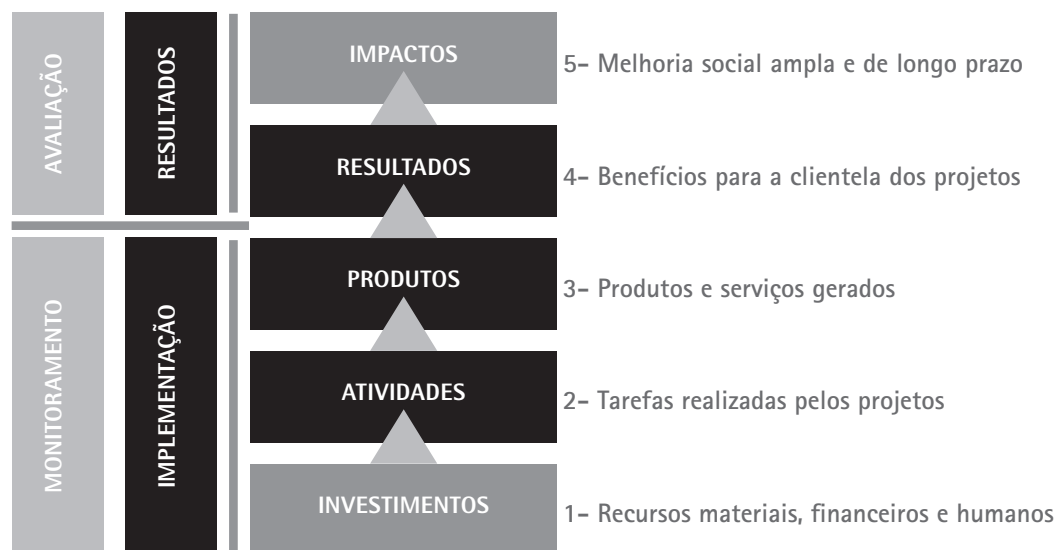 AVALIAÇÃO
RESULTADOS
IMPACTOS
5- Melhoria social ampla e de longo prazo
RESULTADOS
4- Benefícios para a clientela dos projetos
MONITORAMENTO
IMPLEMENTAÇÃO
PRODUTOS
3- Produtos e serviços gerados
ATIVIDADES
2- Tarefas realizadas pelos projetos
INVESTIMENTOS
1- Recursos materiais, financeiros e humanos